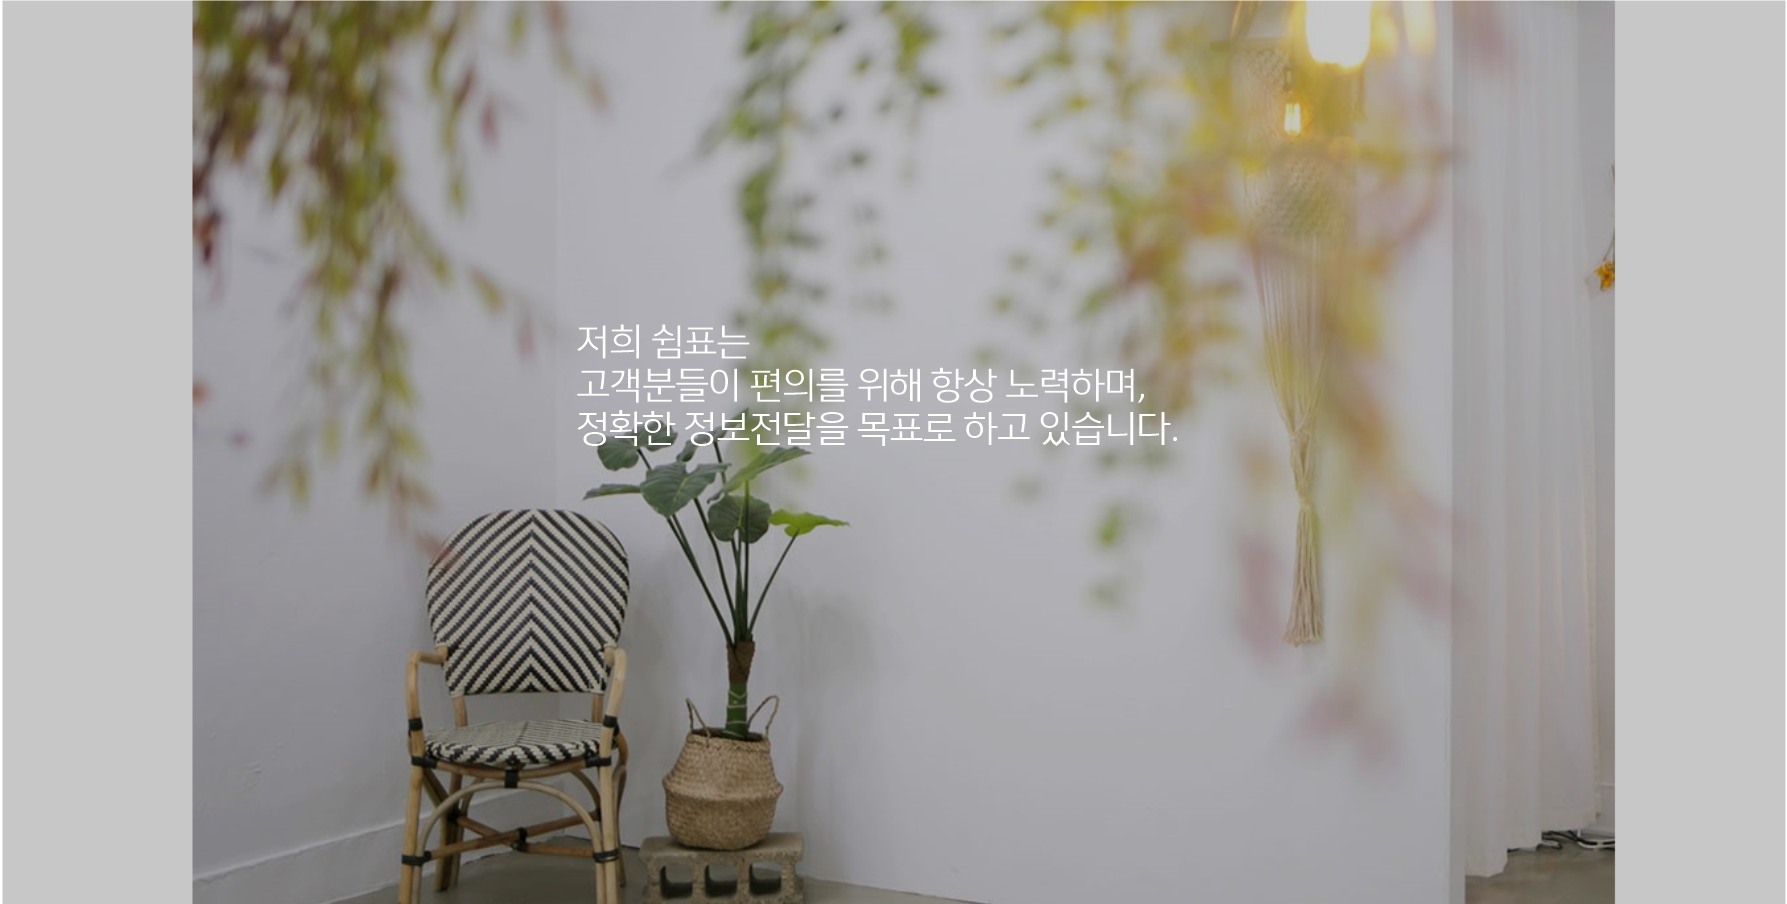 저희 쉼표는
고객분들이 편의를 위해 항상 노력하며,
정확한 정보전달을 목표로 하고 있습니다.